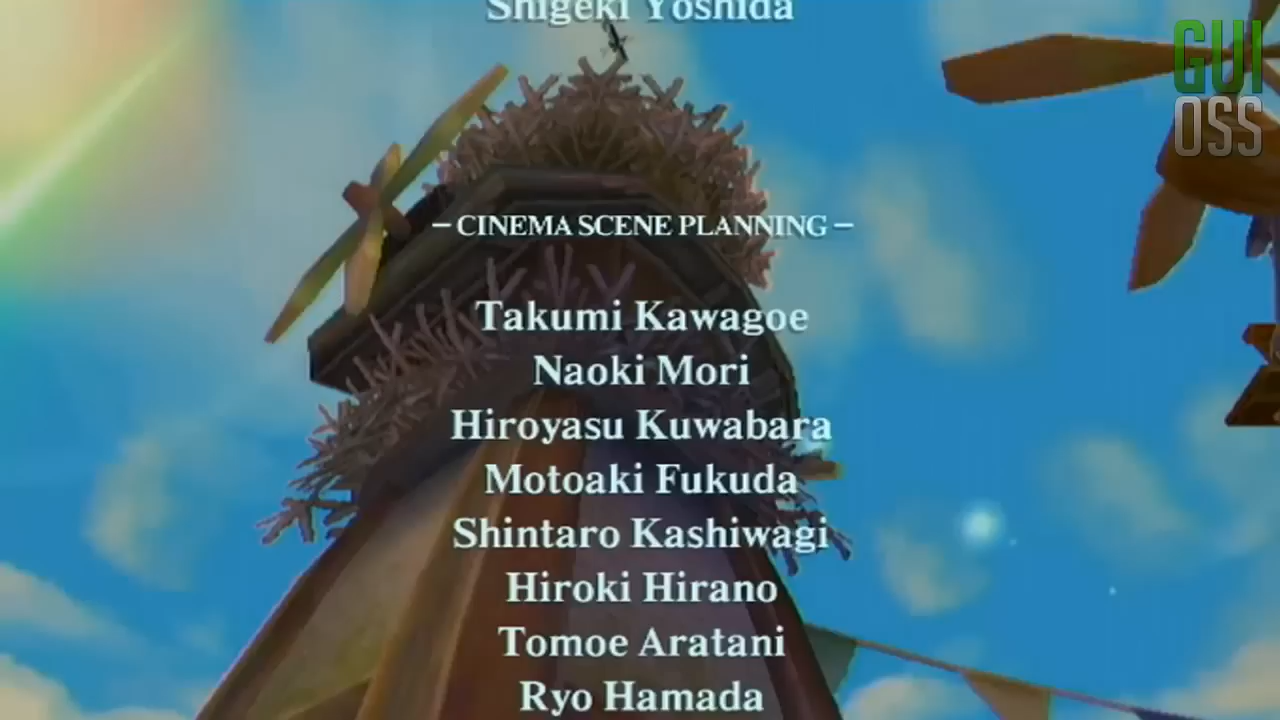 Shigeki Yoshida
GUI
OSS
– CINEMA SCENE PLANNING –
Takumi Kawagoe
Naoki Mori
Hiroyasu Kuwabara
Motoaki Fukuda
Shintaro Kashiwagi
Hiroki Hirano
Tomoe Aratani
Ryo Hamada